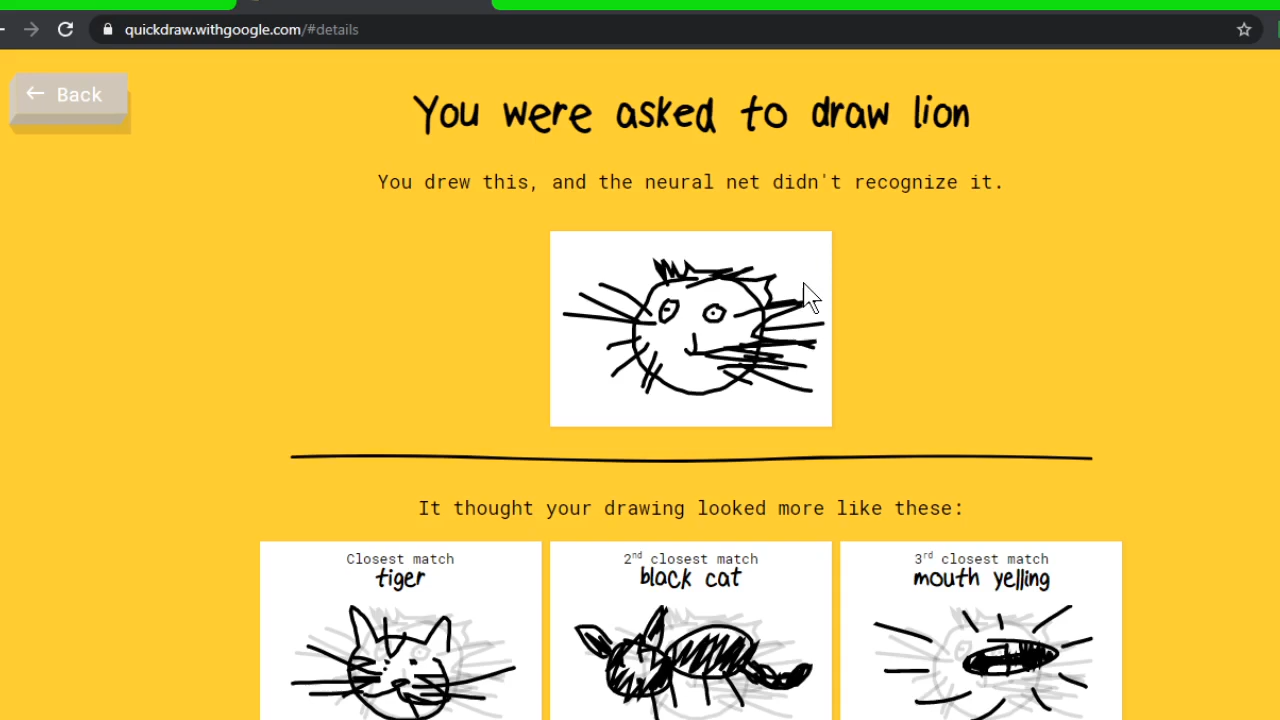 quickdraw.withgoogle.com/#details
← Back
You were asked to draw lion
You drew this, and the neural net didn't recognize it.
It thought your drawing looked more like these:
Closest match
tiger
2nd closest match
black cat
3rd closest match
mouth yelling